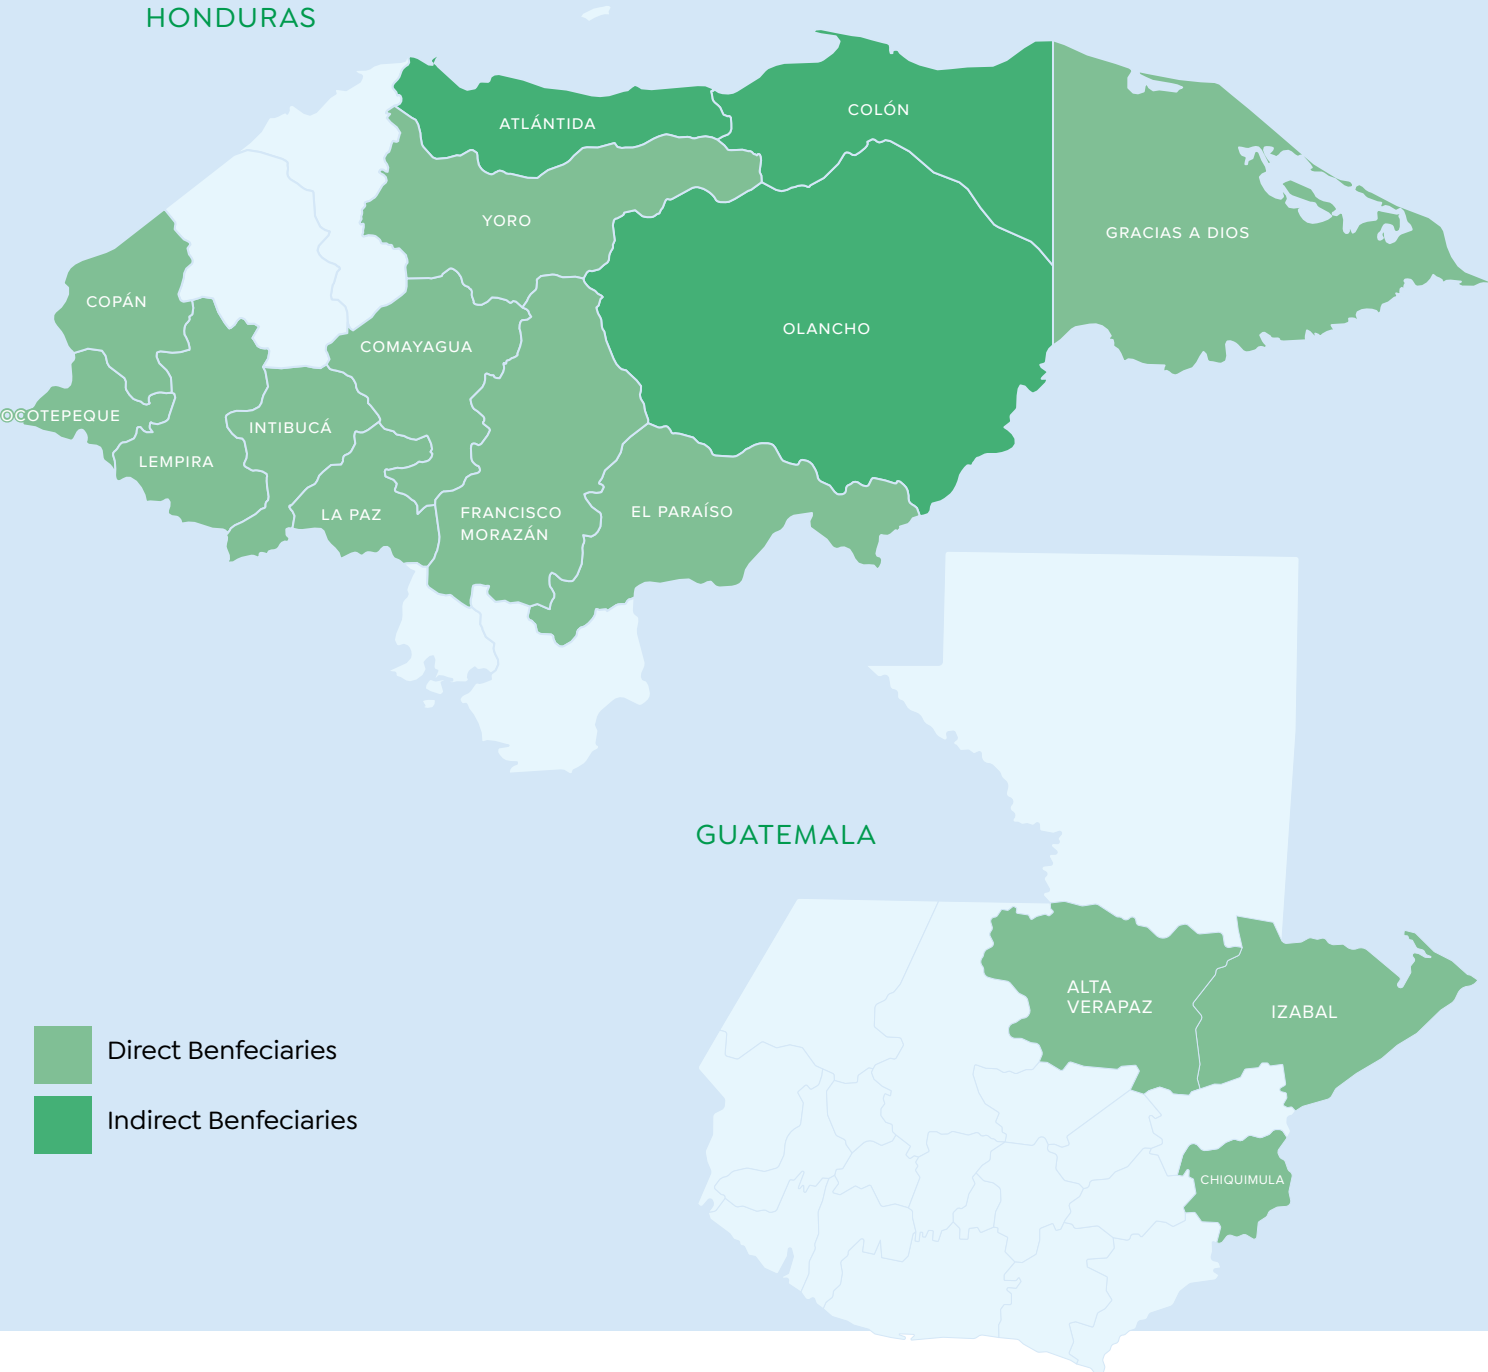 HONDURAS
ATLÁNTIDA
COLÓN
YORO
GRACIAS A DIOS
COPÁN
OLANCHO
COMAYAGUA
OCOTEPEQUE
INTIBUCÁ
LEMPIRA
LA PAZ
FRANCISCO
MORAZÁN
EL PARAÍSO
GUATEMALA
ALTA
VERAPAZ
IZABAL
Direct Benfeciaries
Indirect Benfeciaries
CHIQUIMULA